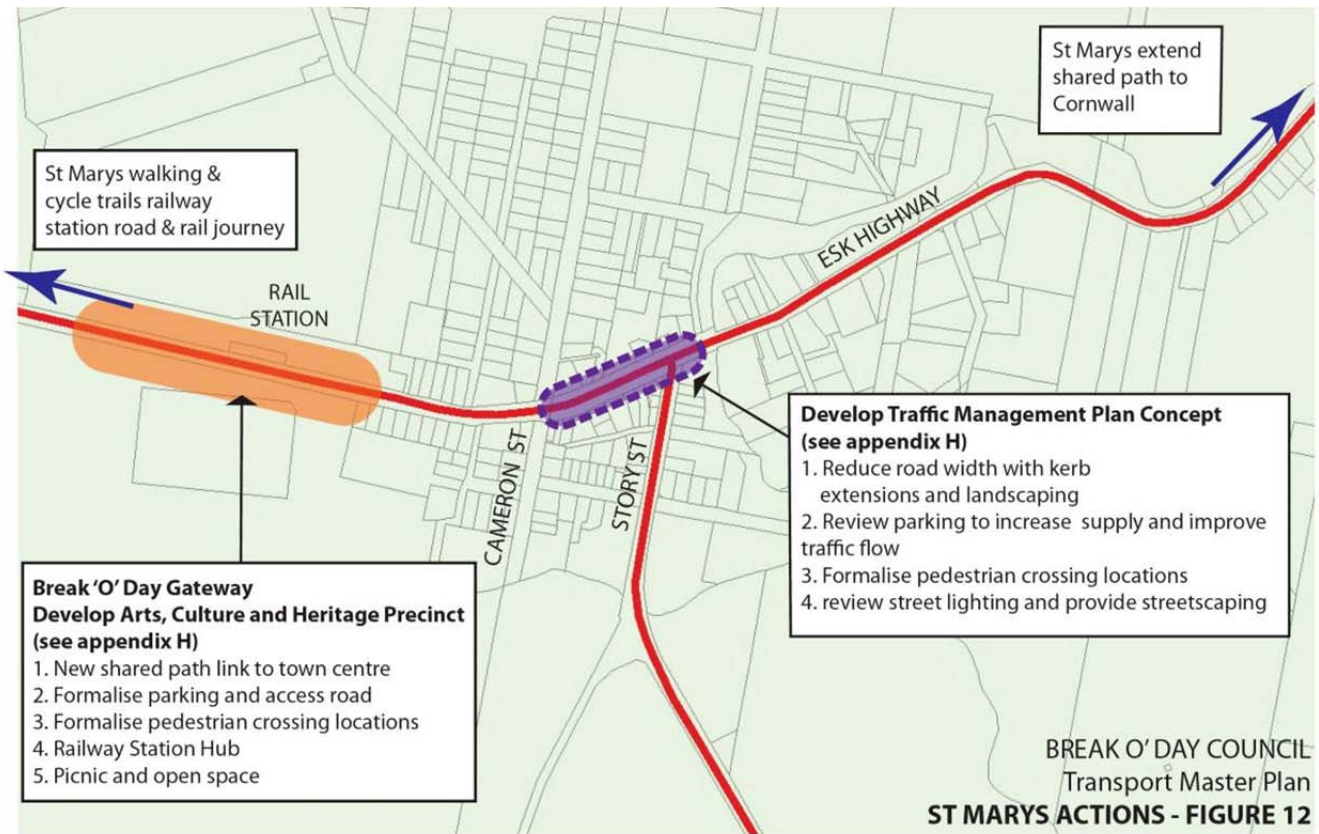 St Marys extend
shared path to
Cornwall
St Marys walking &
cycle trails railway
station road & rail journey
RAIL
STATION
ESK HIGHWAY
CAMERON ST
STORY ST
Develop Traffic Management Plan Concept
(see appendix H)
1. Reduce road width with kerb
extensions and landscaping
2. Review parking to increase supply and improve
traffic flow
3. Formalise pedestrian crossing locations
4. review street lighting and provide streetscaping
Break 'O' Day Gateway
Develop Arts, Culture and Heritage Precinct
(see appendix H)
1. New shared path link to town centre
2. Formalise parking and access road
3. Formalise pedestrian crossing locations
4. Railway Station Hub
5. Picnic and open space
BREAK O' DAY COUNCIL
Transport Master Plan
ST MARYS ACTIONS - FIGURE 12